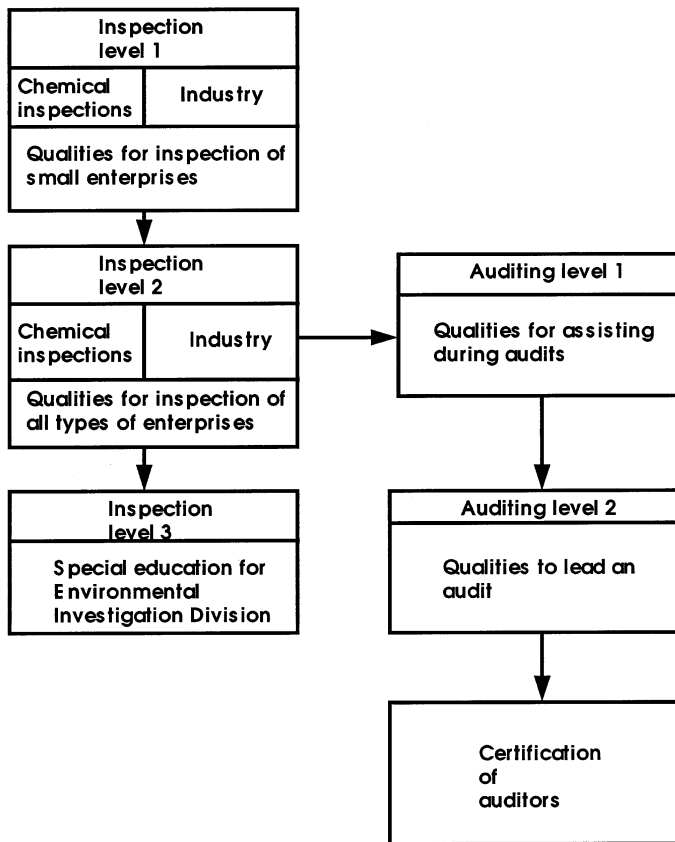 Inspection
level 1
Chemical
inspections
Industry
Qualities for inspection of
small enterprises
Inspection
level 2
Chemical
inspections
Industry
Qualities for inspection of
all types of enterprises
Inspection
level 3
Special education for
Environmental
Investigation Division
Auditing level 1
Qualities for assisting
during audits
Auditing level 2
Qualities to lead an
audit
Certification
of
auditors